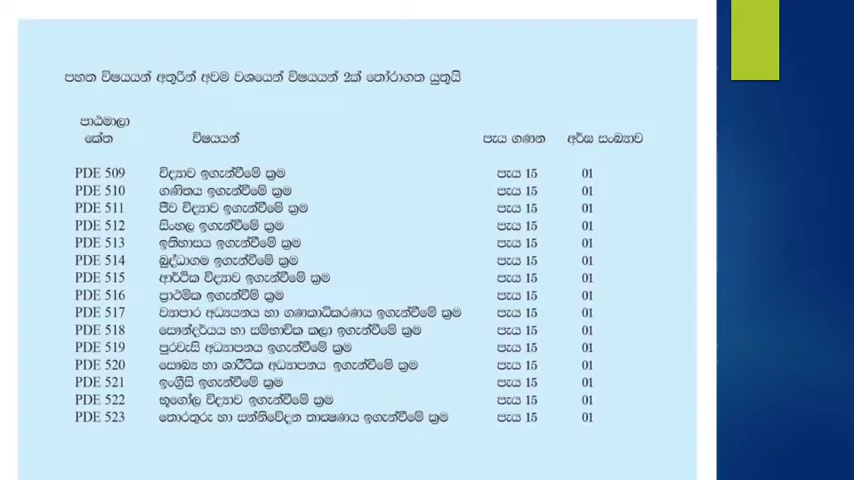 පහත විෂයයන් අතුරින් අවම වශයෙන් විෂයයන් 2ක් තෝරාගත යුතුයි
පාඨමාලා
කේත විෂයයන් පැය ගණන අර්ඝ සංඛ්‍යාව
PDE 509 විද්‍යාව ඉගැන්වීමේ ක්‍රම පැය 15 01
PDE 510 ගණිතය ඉගැන්වීමේ ක්‍රම පැය 15 01
PDE 511 ජීව විද්‍යාව ඉගැන්වීමේ ක්‍රම පැය 15 01
PDE 512 සිංහල ඉගැන්වීමේ ක්‍රම පැය 15 01
PDE 513 ඉතිහාසය ඉගැන්වීමේ ක්‍රම පැය 15 01
PDE 514 බුද්ධාගම ඉගැන්වීමේ ක්‍රම පැය 15 01
PDE 515 ආර්ථික විද්‍යාව ඉගැන්වීමේ ක්‍රම පැය 15 01
PDE 516 ප්‍රාථමික ඉගැන්වීම් ක්‍රම පැය 15 01
PDE 517 ව්‍යාපාර අධ්‍යයනය හා ගණකාධිකරණය ඉගැන්වීමේ ක්‍රම පැය 15 01
PDE 518 සෞන්දර්යය හා සම්භාවික කලා ඉගැන්වීමේ ක්‍රම පැය 15 01
PDE 519 පුරවැසි අධ්‍යාපනය ඉගැන්වීමේ ක්‍රම පැය 15 01
PDE 520 සෞඛ්‍ය හා ශාරීරික අධ්‍යාපනය ඉගැන්වීමේ ක්‍රම පැය 15 01
PDE 521 ඉංග්‍රීසි ඉගැන්වීමේ ක්‍රම පැය 15 01
PDE 522 භූගෝල විද්‍යාව ඉගැන්වීමේ ක්‍රම පැය 15 01
PDE 523 තොරතුරු හා සන්නිවේදන තාක්‍ෂණය ඉගැන්වීමේ ක්‍රම පැය 15 01